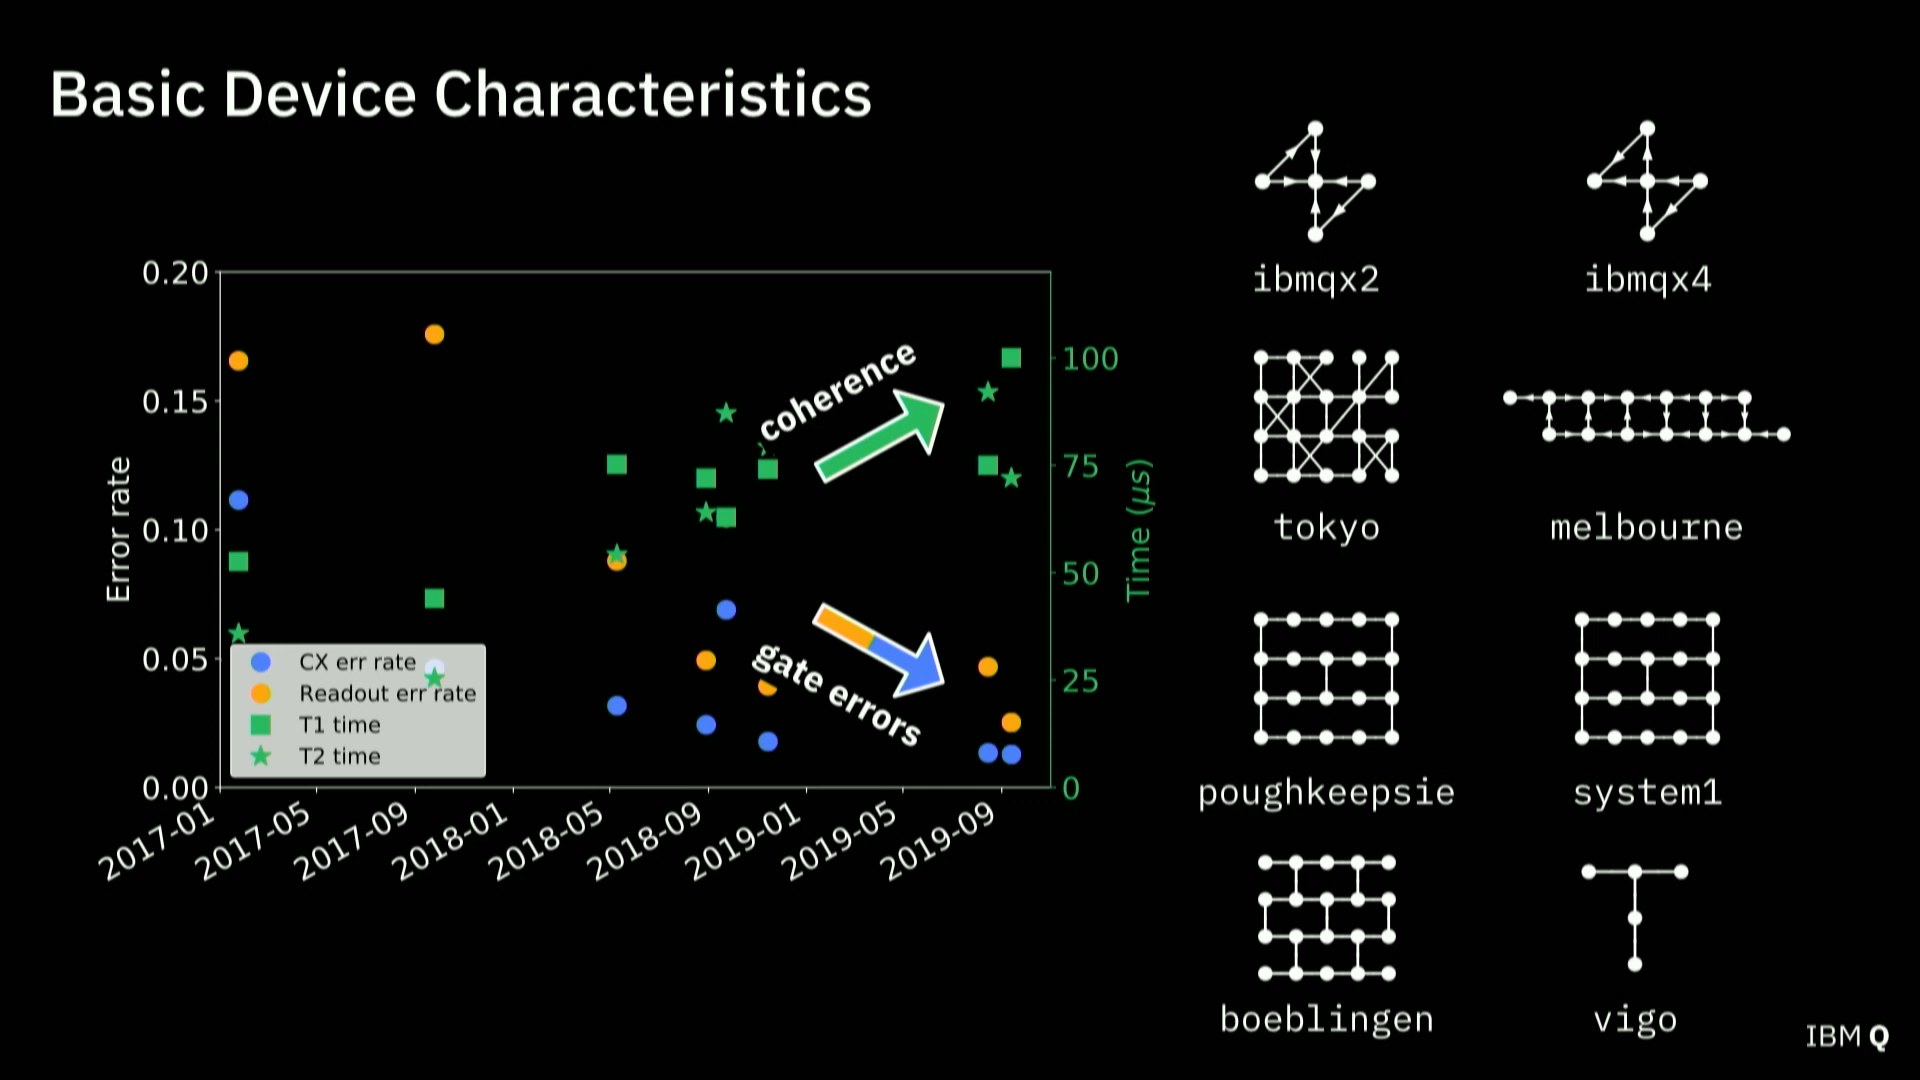 Basic Device Characteristics
0.20
0.15
0.10
0.05
0.00
Error rate
100
75
50
25
0
Time (μs)
coherence
gate errors
CX err rate
Readout err rate
T1 time
T2 time
2017-01
2017-05
2017-09
2018-01
2018-05
2018-09
2019-01
2019-05
2019-09
ibmqx2
ibmqx4
tokyo
melbourne
poughkeepsie
system1
boeblingen
vigo
IBM Q